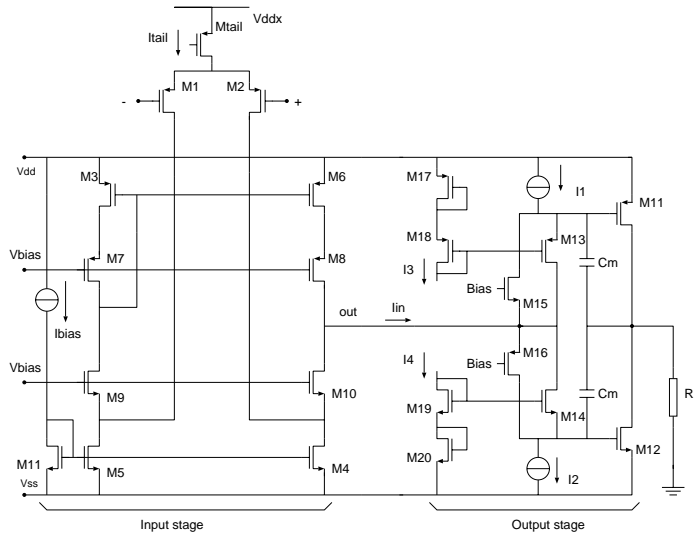 Vddx
Mtail
Itail
M1
M2
-
+
Vdd
M3
M6
M17
I1
M11
Vbias
M7
M8
M18
M13
I3
Cm
Bias
M15
Ibias
out
Iin
M16
Vbias
I4
Bias
R
M9
M10
M19
M14
Cm
M11
M5
M4
M20
M12
Vss
I2
Input stage
Output stage